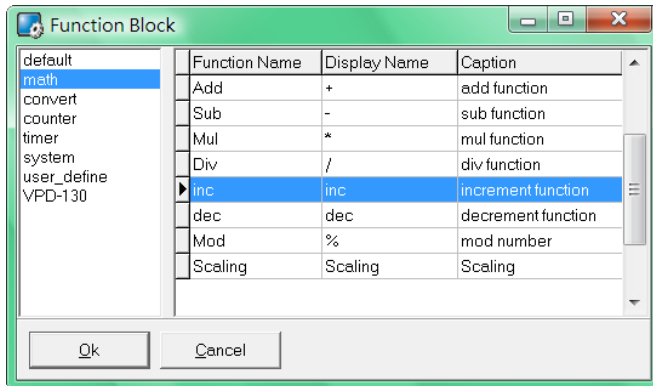 Function Block
default
math
convert
counter
timer
system
user_define
VPD-130
Function Name Display Name Caption
Add + add function
Sub - sub function
Mul * mul function
Div / div function
inc inc increment function
dec dec decrement function
Mod % mod number
Scaling Scaling Scaling
Ok Cancel